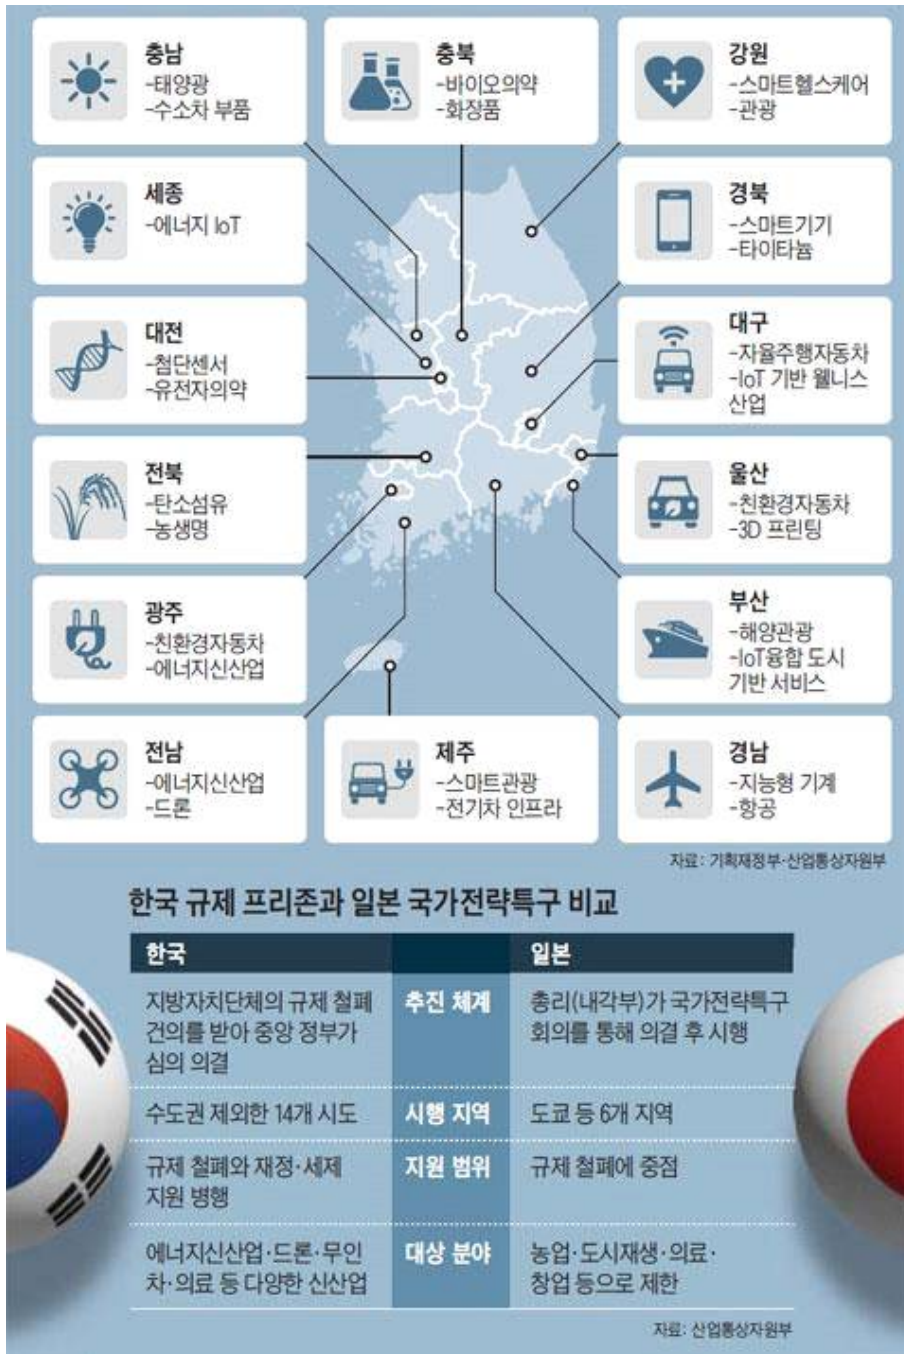 충남
-태양광
-수소차 부품
충북
-바이오의약
-화장품
강원
-스마트헬스케어
-관광
세종
-에너지 IoT
경북
-스마트기기
-타이타늄
대전
-첨단센서
-유전자의약
대구
-자율주행자동차
-IoT 기반 웰니스
산업
전북
-탄소섬유
-농생명
울산
-친환경자동차
-3D 프린팅
광주
-친환경자동차
-에너지신산업
부산
-해양관광
-IoT융합 도시
기반 서비스
전남
-에너지신산업
-드론
제주
-스마트관광
-전기차 인프라
경남
-지능형 기계
-항공
자료: 기획재정부·산업통상자원부
한국 규제 프리존과 일본 국가전략특구 비교
한국
일본
지방자치단체의 규제 철폐
건의를 받아 중앙 정부가
심의 의결
추진 체계
총리(내각부)가 국가전략특구
회의를 통해 의결 후 시행
수도권 제외한 14개 시도
시행 지역
도쿄 등 6개 지역
규제 철폐와 재정·세제
지원 병행
지원 범위
규제 철폐에 중점
에너지신산업·드론·무인
차·의료 등 다양한 신산업
대상 분야
농업·도시재생·의료·
창업 등으로 제한
자료: 산업통상자원부